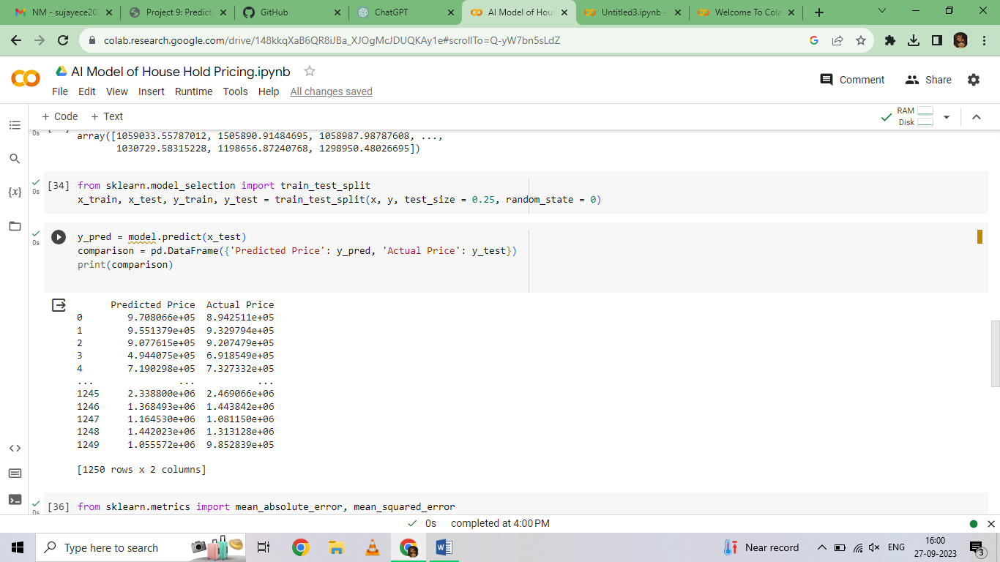 NM - sujayece202
Project 9: Predicti
GitHub
ChatGPT
AI Model of Hous
Untitled3.ipynb -
Welcome To Cola
colab.research.google.com/drive/148kkqXaB6QR8iJBa_XJOgMcJDUQKAy1e#scrollTo=Q-yW7bn5sLdZ
AI Model of House Hold Pricing.ipynb
Comment
Share
File Edit View Insert Runtime Tools Help All changes saved
+ Code + Text
RAM
Disk
0s
array([1059033.55787012, 1505890.91484695, 1058987.98787608, ...,
1030729.58315228, 1198656.87240768, 1298950.48026695])
[34] from sklearn.model_selection import train_test_split
0s
x_train, x_test, y_train, y_test = train_test_split(x, y, test_size = 0.25, random_state = 0)
{x}
y_pred = model.predict(x_test)
0s
comparison = pd.DataFrame({'Predicted Price': y_pred, 'Actual Price': y_test})
print(comparison)
Predicted Price Actual Price
0 9.708066e+05 8.942511e+05
1 9.551379e+05 9.329794e+05
2 9.077615e+05 9.207479e+05
3 4.944075e+05 6.918549e+05
4 7.190298e+05 7.327332e+05
... ... ...
1245 2.338800e+06 2.469066e+06
1246 1.368493e+06 1.443842e+06
1247 1.164530e+06 1.081150e+06
1248 1.442023e+06 1.313128e+06
1249 1.055572e+06 9.852839e+05
[1250 rows x 2 columns]
[36] from sklearn.metrics import mean_absolute_error, mean_squared_error
0s
0s completed at 4:00 PM
Type here to search
Near record
ENG
16:00
27-09-2023
3